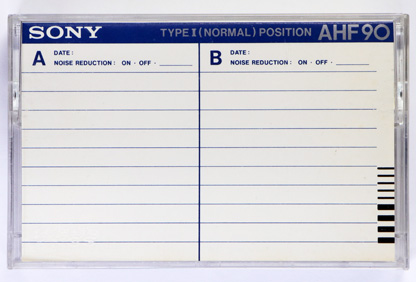 SONY TYPE I (NORMAL) POSITION AHF90
A DATE:
NOISE REDUCTION: ON · OFF ·
B DATE:
NOISE REDUCTION: ON · OFF ·